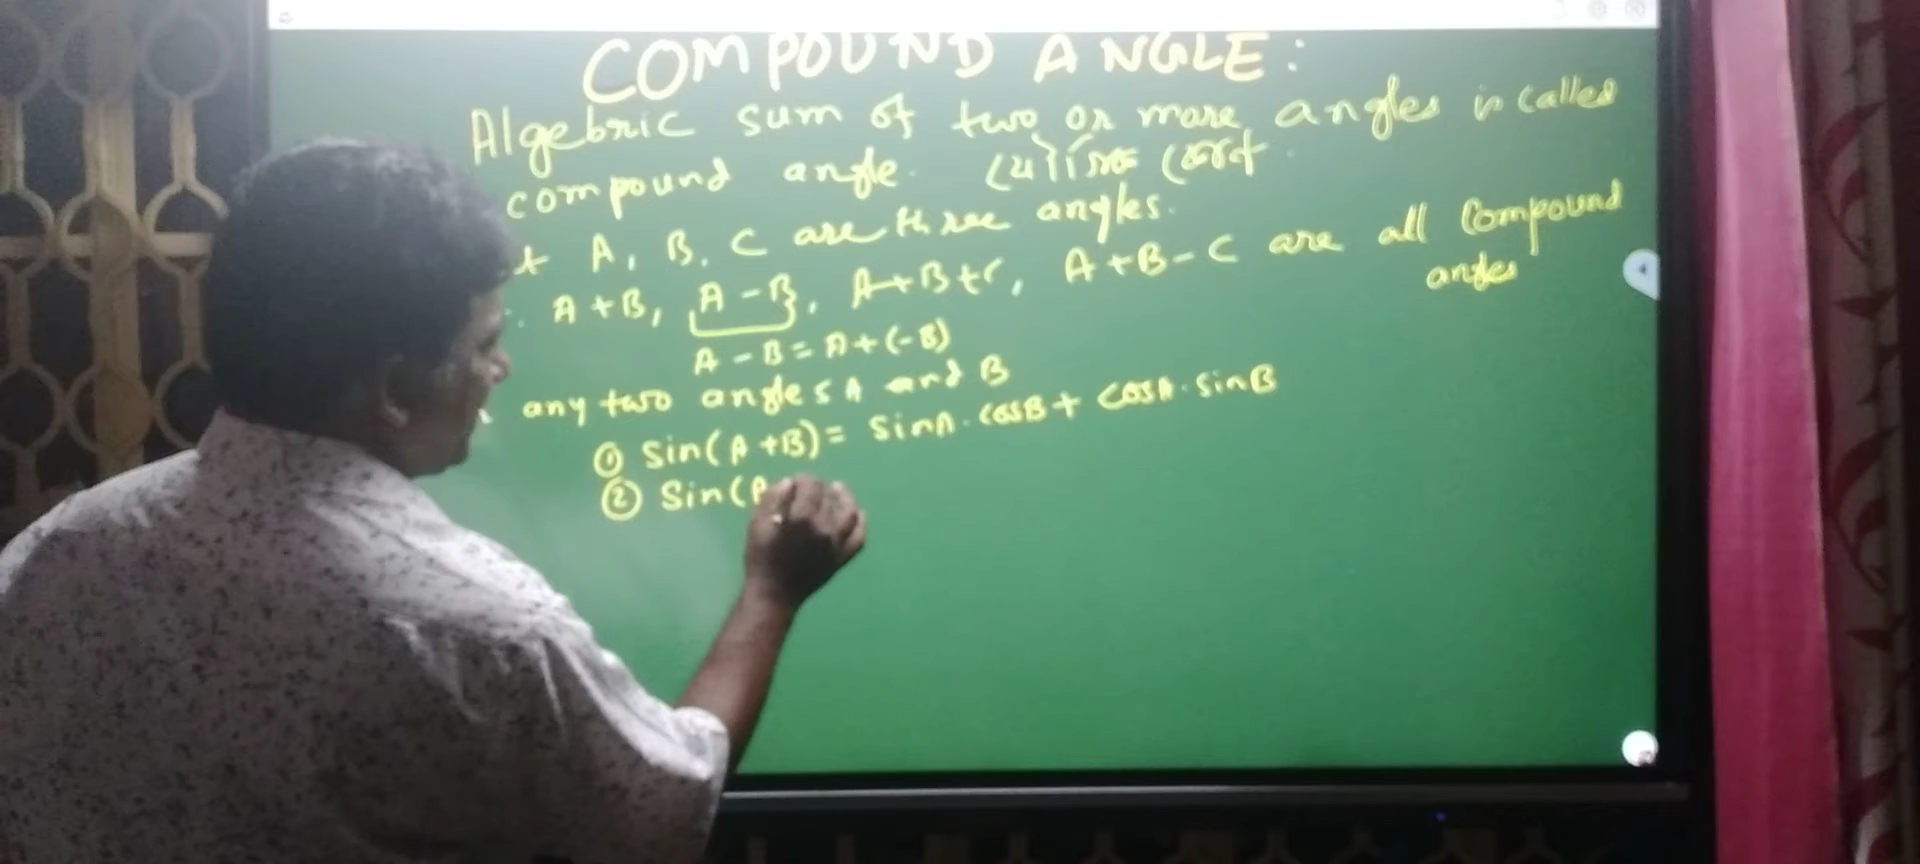 COMPOUND ANGLE:
Algebric sum of two or more angles is called
compound angle.
A, B, C are three angles.
A+B, A-B, A+B+C, A+B-C are all Compound
angles
A-B=A+(-B)
any two angles A and B
① Sin(A+B)= SinA·CosB+ CosA·SinB
② Sin(A